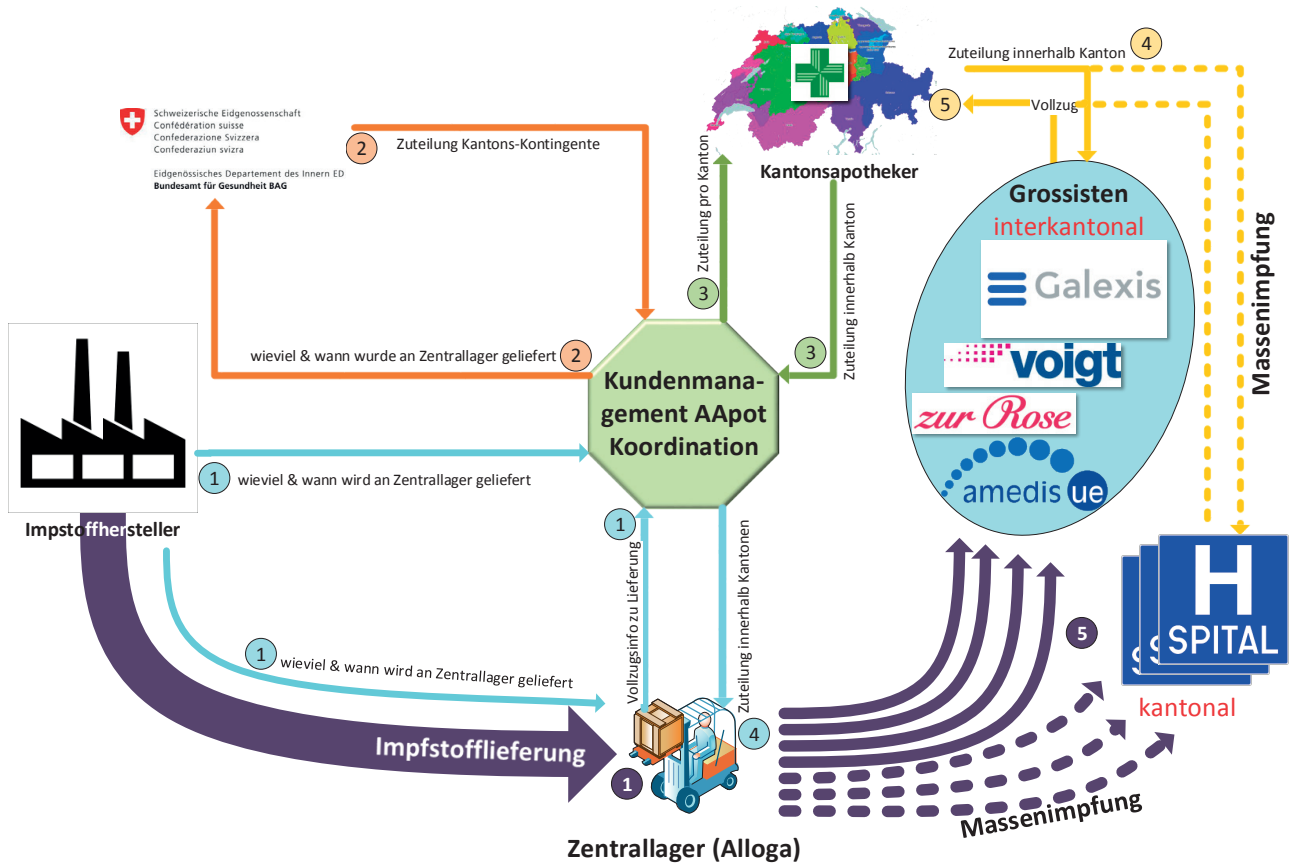 Zuteilung innerhalb Kanton
4
5
Vollzug
Schweizerische Eidgenossenschaft
Confédération suisse
Confederazione Svizzera
Confederaziun svizra
Eidgenössisches Departement des Innern ED
Bundesamt für Gesundheit BAG
2
Zuteilung Kantons-Kontingente
Kantonsapotheker
Zuteilung pro Kanton
3
Zuteilung innerhalb Kanton
3
Grossisten
interkantonal
Galexis
voigt
zur Rose
amedis ue
Massenimpfung
wieviel & wann wurde an Zentrallager geliefert
2
Kundenmana-
gement AApot
Koordination
1
wieviel & wann wird an Zentrallager geliefert
Impstoffhersteller
1
Vollzugsinfo zu Lieferung
Zuteilung innerhalb Kantonen
1
wieviel & wann wird an Zentrallager geliefert
Impfstofflieferung
1
4
5
H
SPITAL
S
S
kantonal
Massenimpfung
Zentrallager (Alloga)